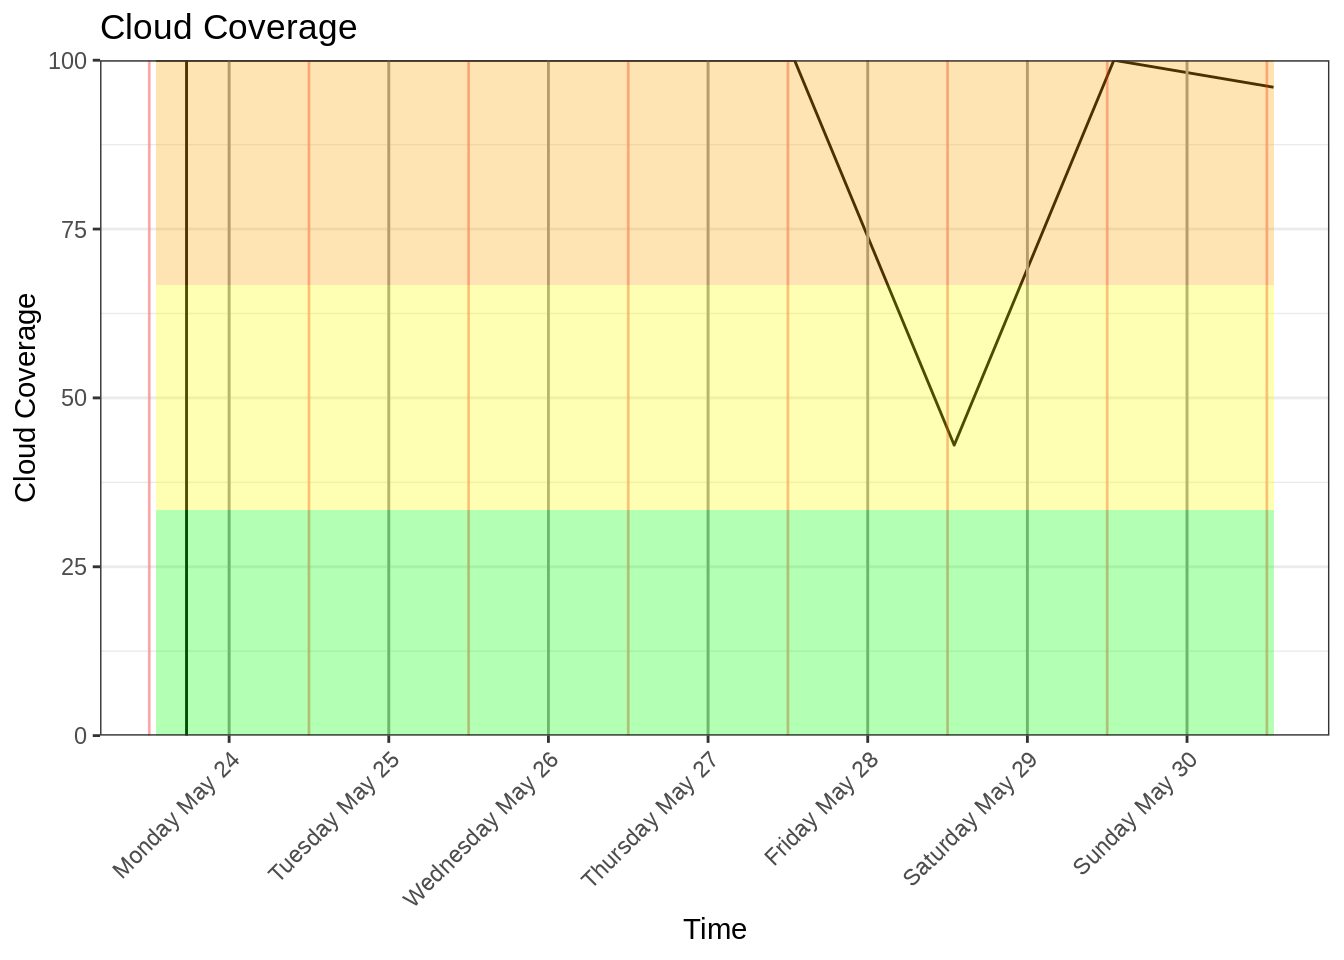 Cloud Coverage
Cloud Coverage
100
75
50
25
0
Monday May 24
Tuesday May 25
Wednesday May 26
Thursday May 27
Friday May 28
Saturday May 29
Sunday May 30
Time